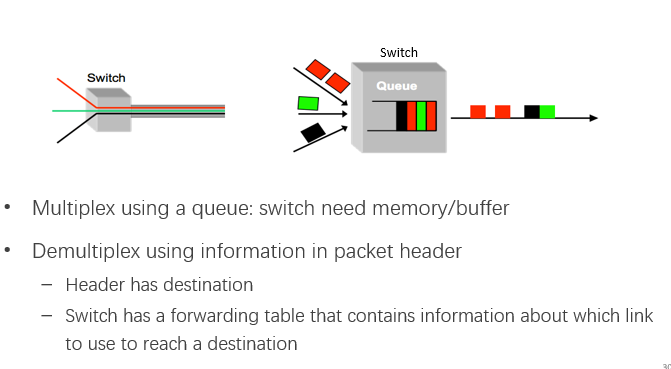 Switch
Switch
Queue
• Multiplex using a queue: switch need memory/buffer
• Demultiplex using information in packet header
– Header has destination
– Switch has a forwarding table that contains information about which link
to use to reach a destination